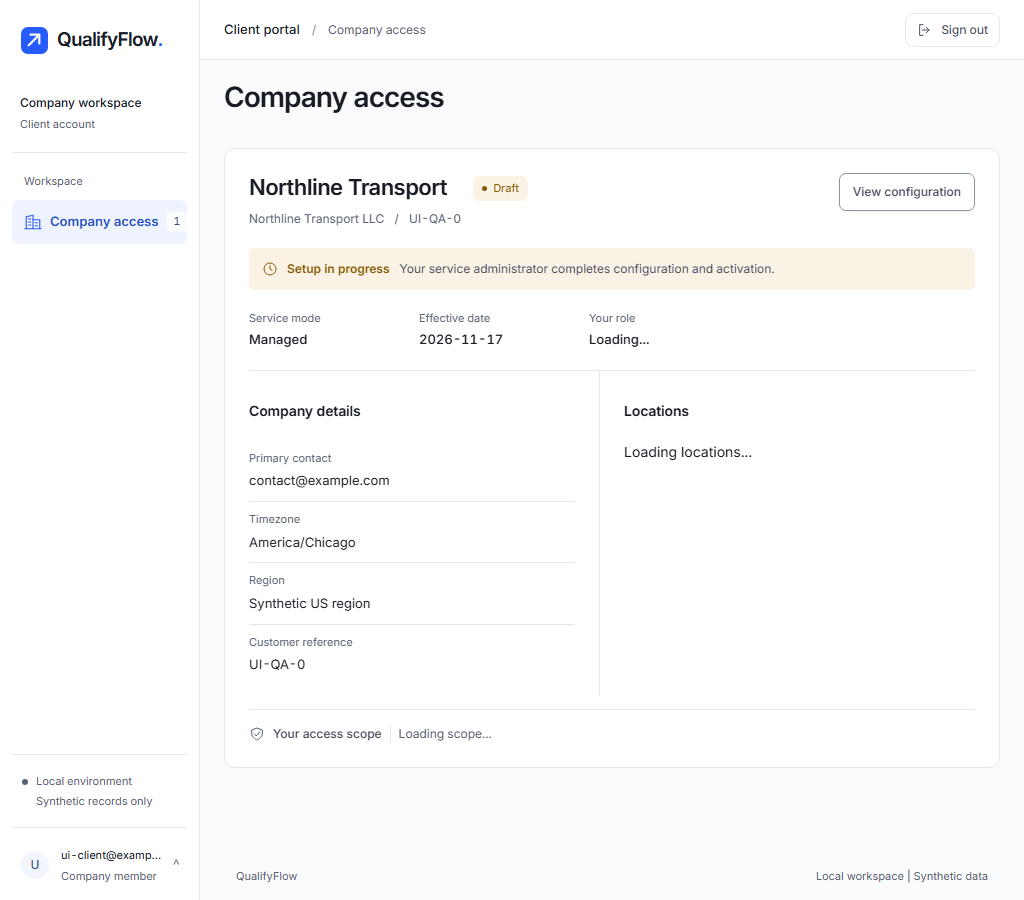 QualifyFlow.
Company workspace
Client account
Workspace
Company access 1
Local environment
Synthetic records only
U
ui-client@examp...
Company member
^
Client portal / Company access
Sign out
Company access
Northline Transport
Draft
View configuration
Northline Transport LLC / UI-QA-0
Setup in progress Your service administrator completes configuration and activation.
Service mode
Managed
Effective date
2026-11-17
Your role
Loading...
Company details
Primary contact
contact@example.com
Timezone
America/Chicago
Region
Synthetic US region
Customer reference
UI-QA-0
Locations
Loading locations...
Your access scope Loading scope...
QualifyFlow
Local workspace | Synthetic data